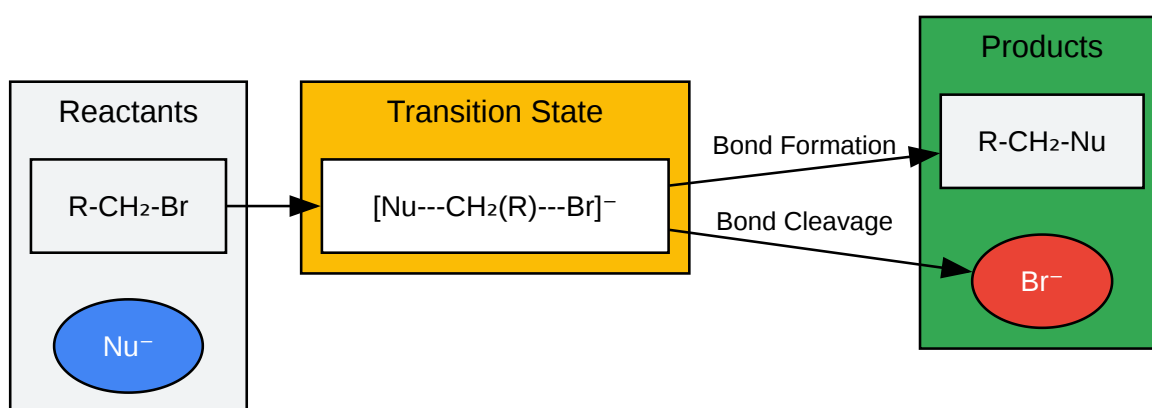 Reactants
R-CH₂-Br
Nu⁻
Transition State
[Nu---CH₂(R)---Br]⁻
Bond Formation
Bond Cleavage
Products
R-CH₂-Nu
Br⁻